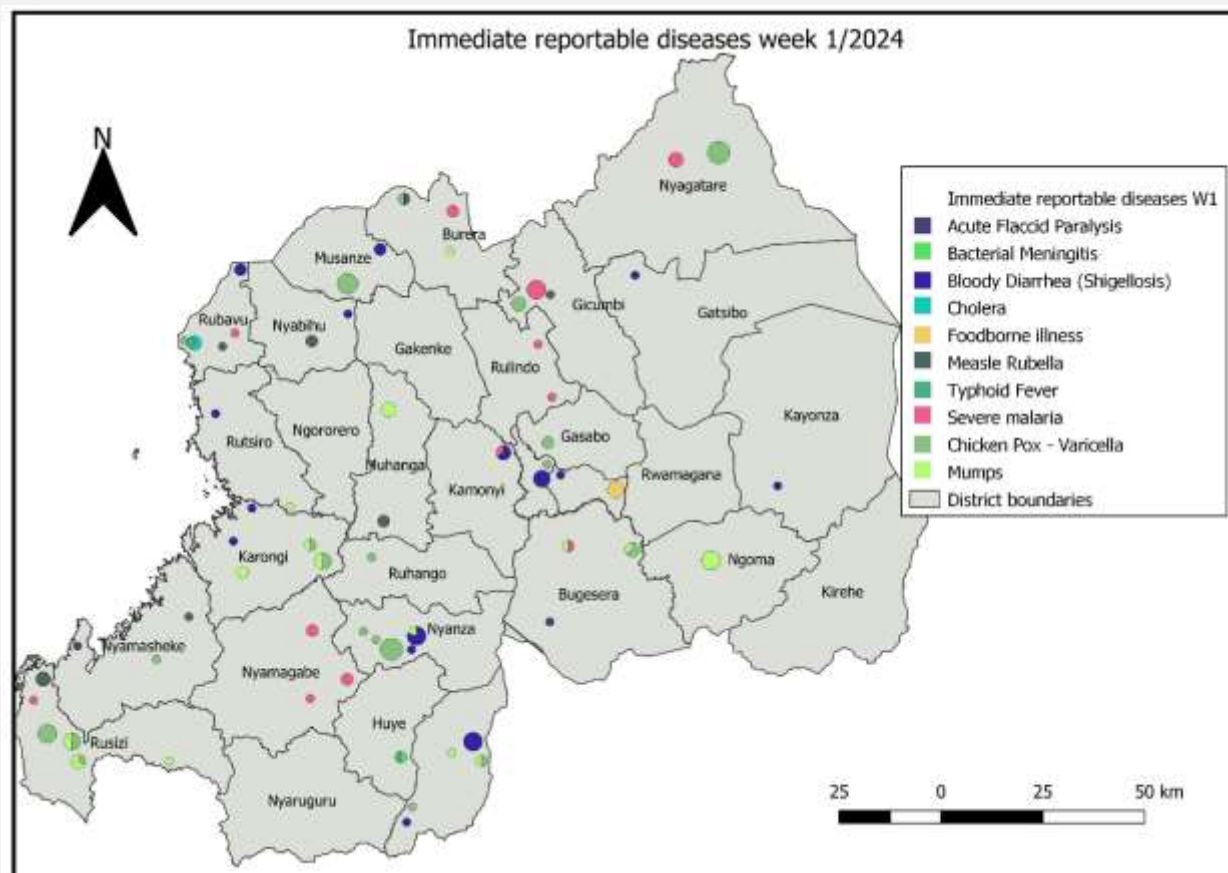 Immediate reportable diseases week 1/2024
N
Nyagatare
Burera
Musanze
Gicumbi
Gatsibo
Rubavu
Nyabihu
Gakenke
Rulindo
Kayonza
Rutsiro
Ngororero
Gasabo
Muhanga
Kamonyi
Rwamagana
Karongi
Ruhango
Ngoma
Bugesera
Kirehe
Nyanza
Nyamasheke
Nyamagabe
Huye
Rusizi
Nyaruguru
Immediate reportable diseases W1
Acute Flaccid Paralysis
Bacterial Meningitis
Bloody Diarrhea (Shigellosis)
Cholera
Foodborne illness
Measle Rubella
Typhoid Fever
Severe malaria
Chicken Pox - Varicella
Mumps
District boundaries
25 0 25 50 km